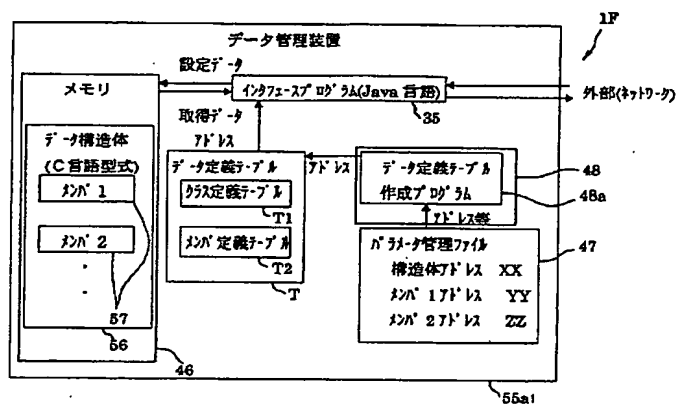 1F
データ管理装置
設定データ
メモリ
インタフェースプログラム(Java 言語)
外部(ネットワーク)
35
取得データ
アドレス
データ構造体
(C言語型式)
メンバ 1
メンバ 2
・
・
57
56
46
データ定義テーブル
クラス定義テーブル
T1
メンバ定義テーブル
T2
T
アドレス
データ定義テーブル
作成プログラム
48
48a
アドレス等
パラメータ管理ファイル
47
構造体アドレス XX
メンバ 1アドレス YY
メンバ 2アドレス ZZ
55a1